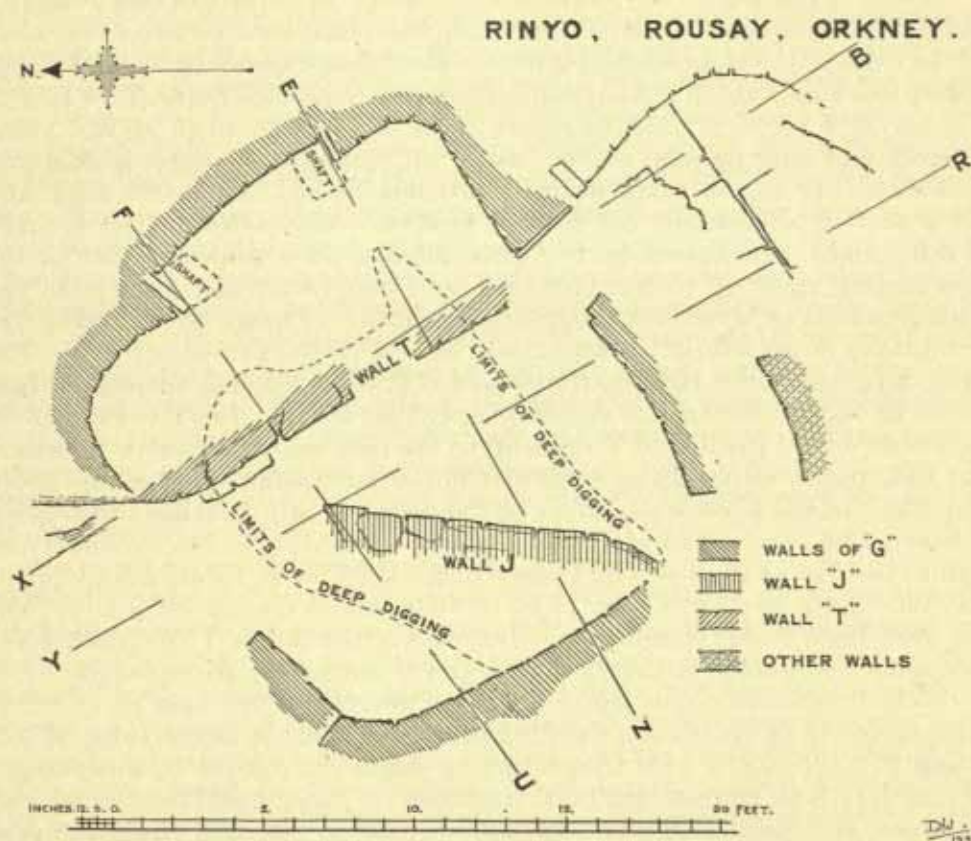 RINYO, ROUSAY, ORKNEY.
N
E
B
R
F
SHAFT
SHAFT
WALL T
LIMITS OF DEEP DIGGING
LIMITS OF DEEP DIGGING
WALL J
X
Y
Z
U
WALLS OF "G"
WALL "J"
WALL "T"
OTHER WALLS
INCHES.12. 6. 0. 5. 10. 15. 20 FEET.